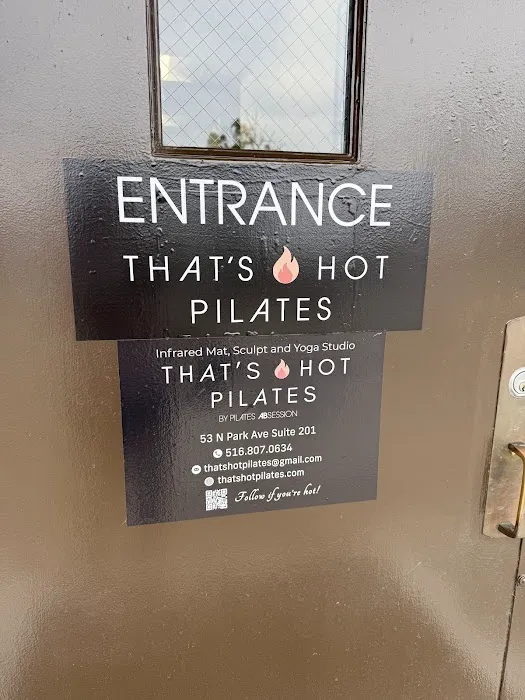 ENTRANCE
THAT'S HOT
PILATES
Infrared Mat, Sculpt and Yoga Studio
THAT'S HOT
PILATES
BY PILATES ABSESSION
53 N Park Ave Suite 201
516.807.0634
thatshotpilates@gmail.com
thatshotpilates.com
Follow if you're hot!